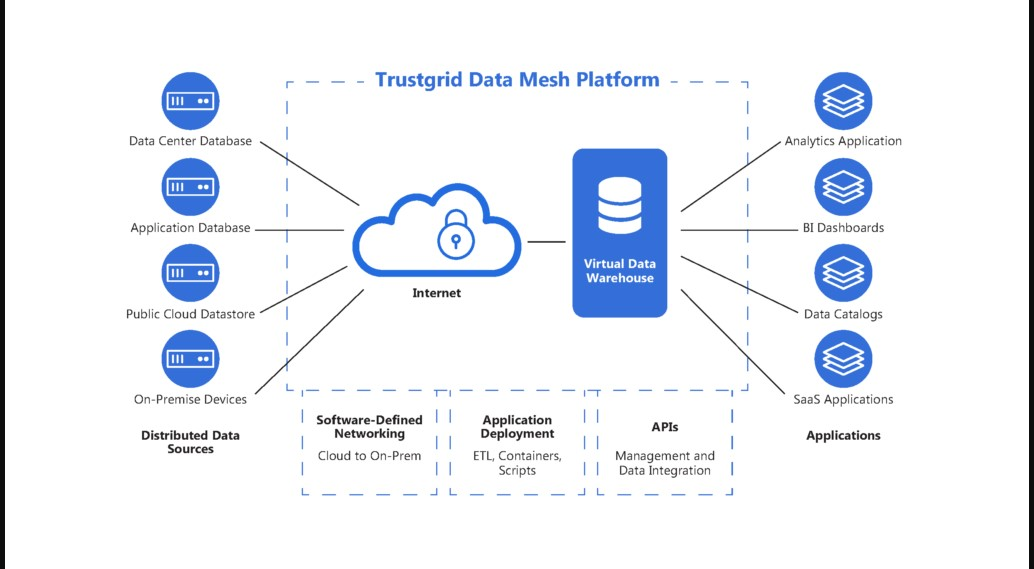 Trustgrid Data Mesh Platform
Data Center Database
Application Database
Public Cloud Datastore
On-Premise Devices
Distributed Data
Sources
Internet
Virtual Data
Warehouse
Analytics Application
BI Dashboards
Data Catalogs
SaaS Applications
Applications
Software-Defined
Networking
Cloud to On-Prem
Application
Deployment
ETL, Containers,
Scripts
APIs
Management and
Data Integration